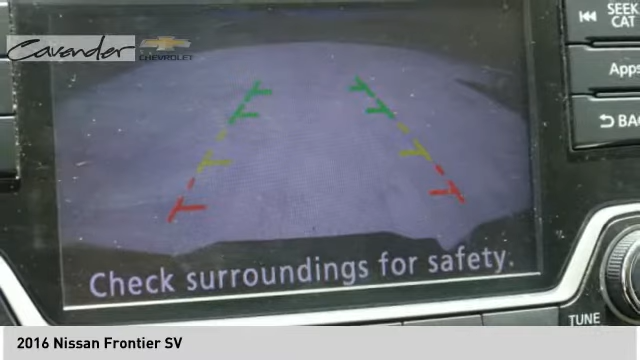 Cavender
CHEVROLET
SEEK
CAT
Apps
BAC
Check surroundings for safety.
TUNE
2016 Nissan Frontier SV